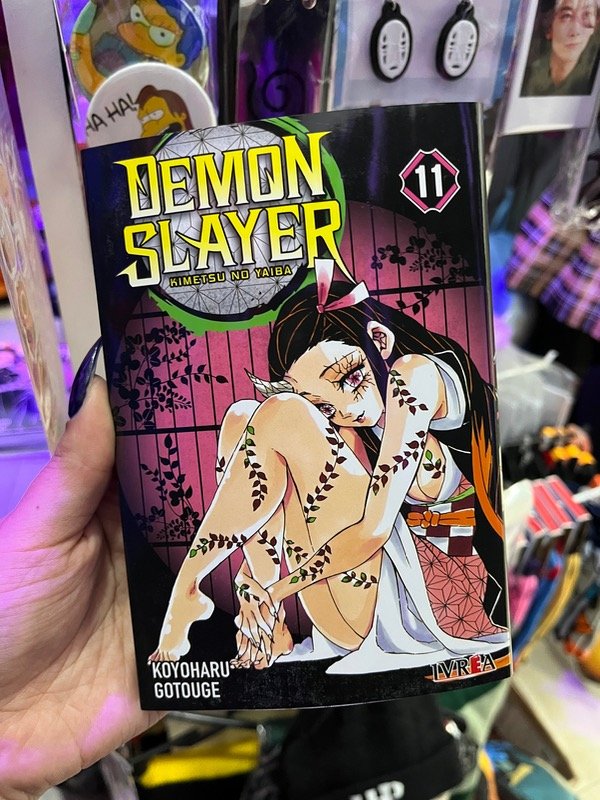 HA HA!
DEMON
SLAYER
KIMETSU NO YAIBA
11
KOYOHARU
GOTOUGE
IVREA